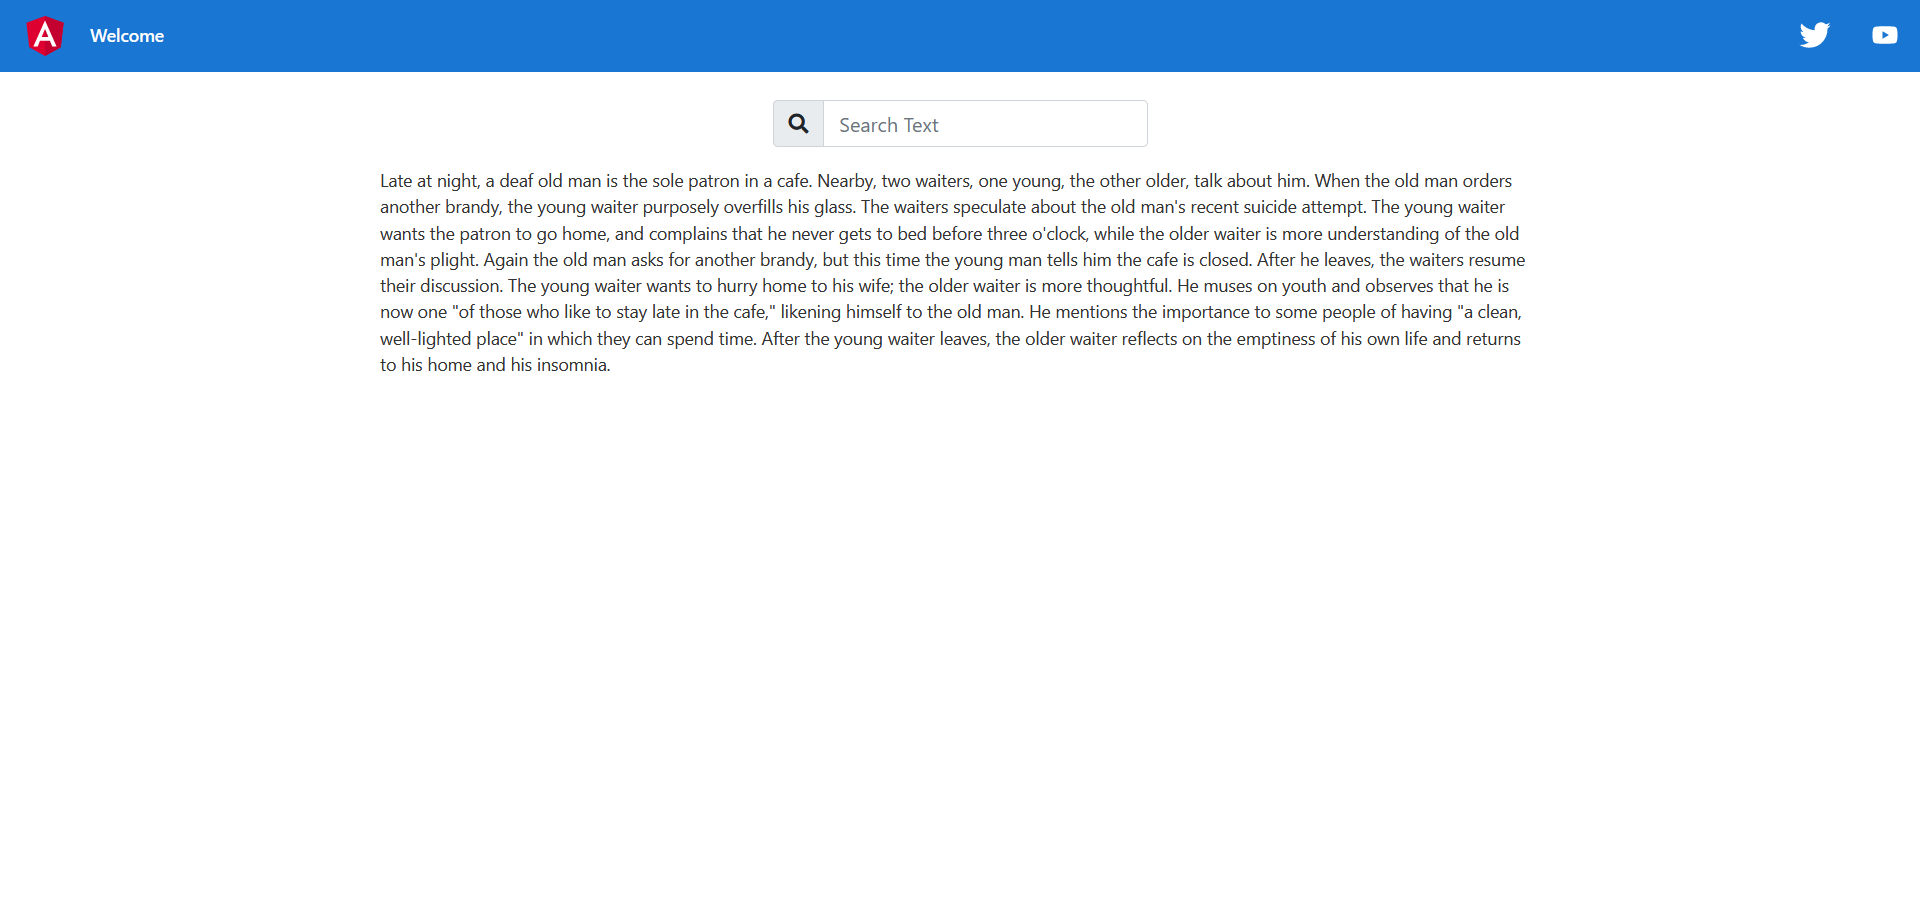 Welcome
Search Text
Late at night, a deaf old man is the sole patron in a cafe. Nearby, two waiters, one young, the other older, talk about him. When the old man orders
another brandy, the young waiter purposely overfills his glass. The waiters speculate about the old man's recent suicide attempt. The young waiter
wants the patron to go home, and complains that he never gets to bed before three o'clock, while the older waiter is more understanding of the old
man's plight. Again the old man asks for another brandy, but this time the young man tells him the cafe is closed. After he leaves, the waiters resume
their discussion. The young waiter wants to hurry home to his wife; the older waiter is more thoughtful. He muses on youth and observes that he is
now one "of those who like to stay late in the cafe," likening himself to the old man. He mentions the importance to some people of having "a clean,
well-lighted place" in which they can spend time. After the young waiter leaves, the older waiter reflects on the emptiness of his own life and returns
to his home and his insomnia.